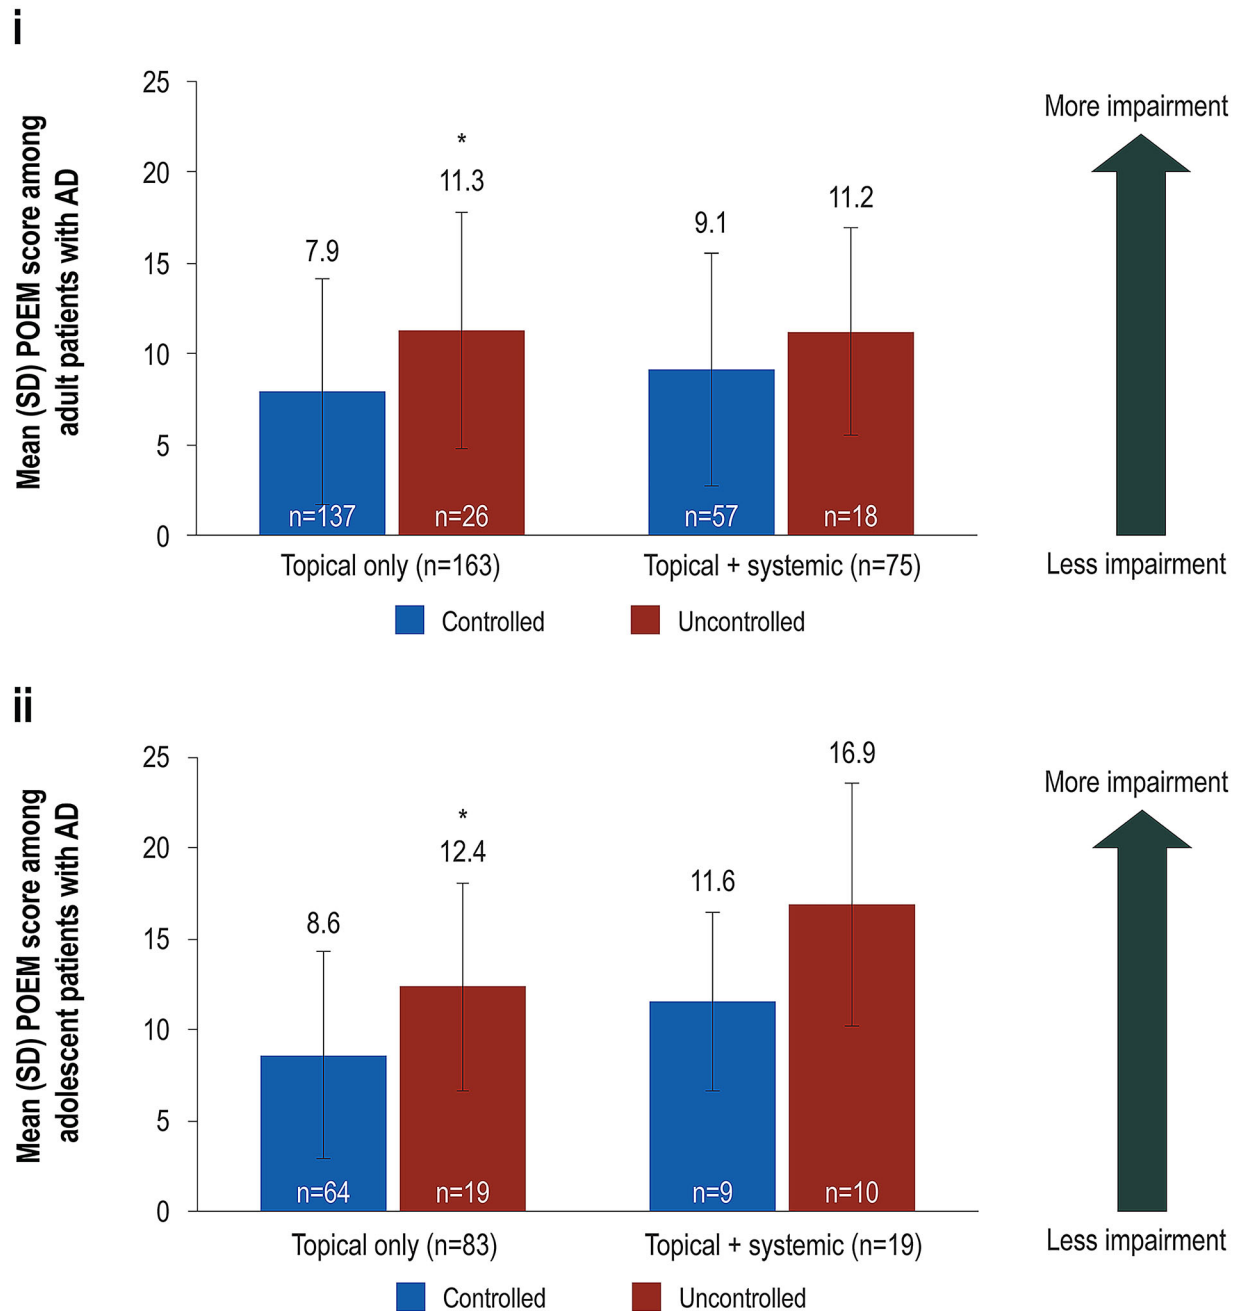 i
Mean (SD) POEM score among
adult patients with AD
25
20
15
10
5
0
7.9
*
11.3
9.1
11.2
n=137
n=26
n=57
n=18
Topical only (n=163)
Topical + systemic (n=75)
Controlled
Uncontrolled
More impairment
Less impairment
ii
Mean (SD) POEM score among
adolescent patients with AD
25
20
15
10
5
0
8.6
*
12.4
11.6
16.9
n=64
n=19
n=9
n=10
Topical only (n=83)
Topical + systemic (n=19)
Controlled
Uncontrolled
More impairment
Less impairment